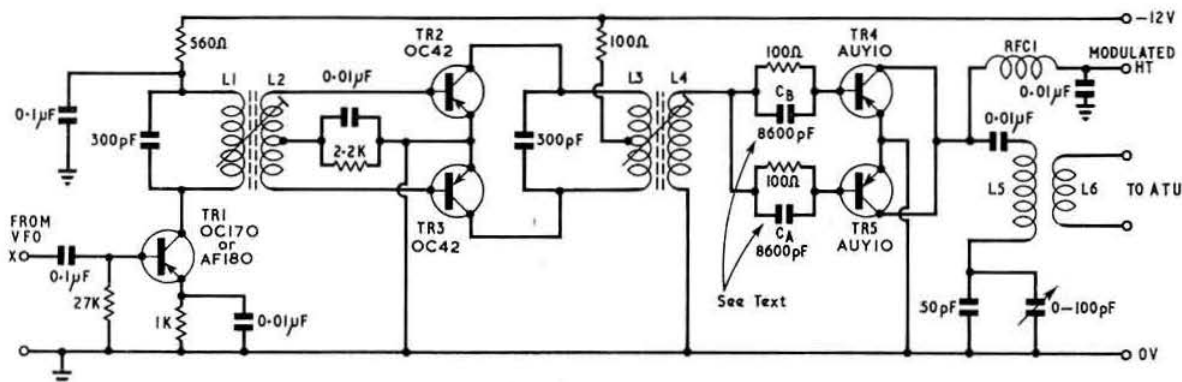 -12V
560Ω
0·1µF
300pF
L1
L2
0·01µF
2·2K
TR2
OC42
TR3
OC42
100Ω
300pF
L3
L4
100Ω
CB
8600pF
100Ω
CA
8600pF
TR4
AUY10
TR5
AUY10
RFC1
MODULATED
HT
0·01µF
0·01µF
L5
L6
TO ATU
FROM
VFO
X
0·1µF
27K
TR1
OC170
or
AF180
1K
0·01µF
See Text
50pF
0–100pF
0V